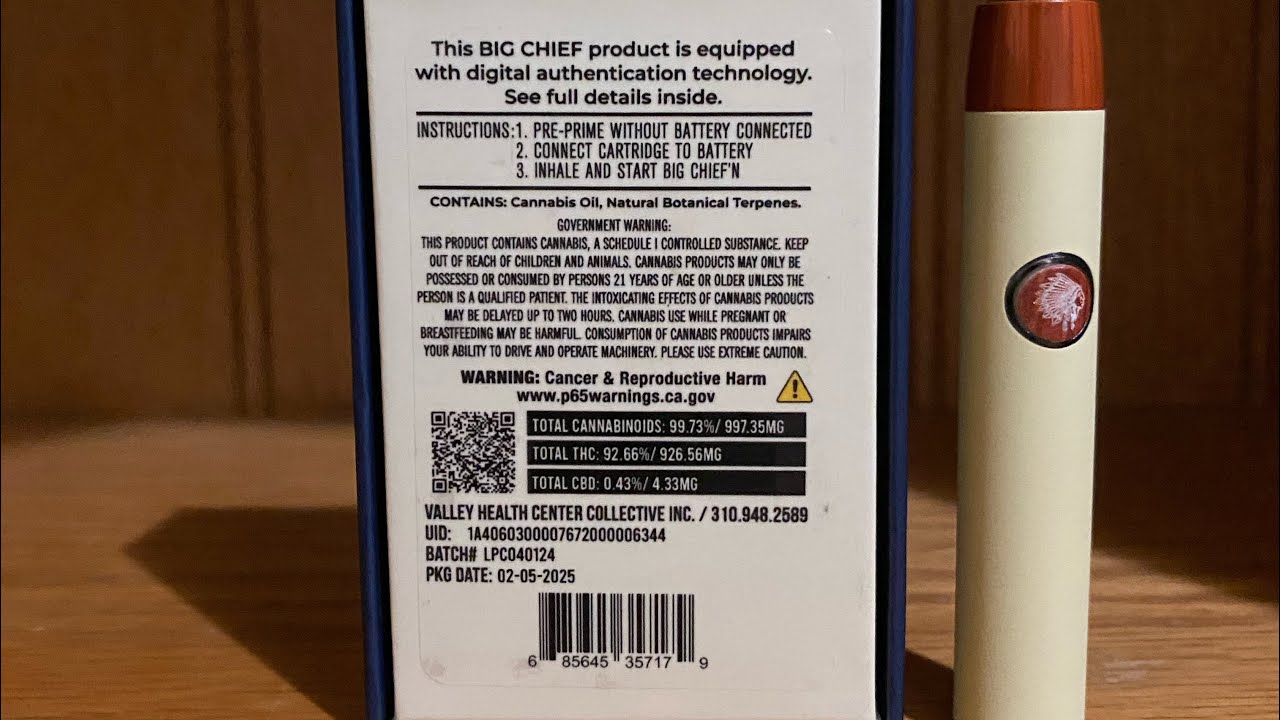 This BIG CHIEF product is equipped
with digital authentication technology.
See full details inside.
INSTRUCTIONS: 1. PRE-PRIME WITHOUT BATTERY CONNECTED
2. CONNECT CARTRIDGE TO BATTERY
3. INHALE AND START BIG CHIEF'N
CONTAINS: Cannabis Oil, Natural Botanical Terpenes.
GOVERNMENT WARNING:
THIS PRODUCT CONTAINS CANNABIS, A SCHEDULE I CONTROLLED SUBSTANCE. KEEP
OUT OF REACH OF CHILDREN AND ANIMALS. CANNABIS PRODUCTS MAY ONLY BE
POSSESSED OR CONSUMED BY PERSONS 21 YEARS OF AGE OR OLDER UNLESS THE
PERSON IS A QUALIFIED PATIENT. THE INTOXICATING EFFECTS OF CANNABIS PRODUCTS
MAY BE DELAYED UP TO TWO HOURS. CANNABIS USE WHILE PREGNANT OR
BREASTFEEDING MAY BE HARMFUL. CONSUMPTION OF CANNABIS PRODUCTS IMPAIRS
YOUR ABILITY TO DRIVE AND OPERATE MACHINERY. PLEASE USE EXTREME CAUTION.
WARNING: Cancer & Reproductive Harm
www.p65warnings.ca.gov
TOTAL CANNABINOIDS: 99.73%/ 997.35MG
TOTAL THC: 92.66%/ 926.56MG
TOTAL CBD: 0.43%/ 4.33MG
VALLEY HEALTH CENTER COLLECTIVE INC. / 310.948.2589
UID: 1A4060300007672000006344
BATCH# LPC040124
PKG DATE: 02-05-2025
6 85645 35717 9